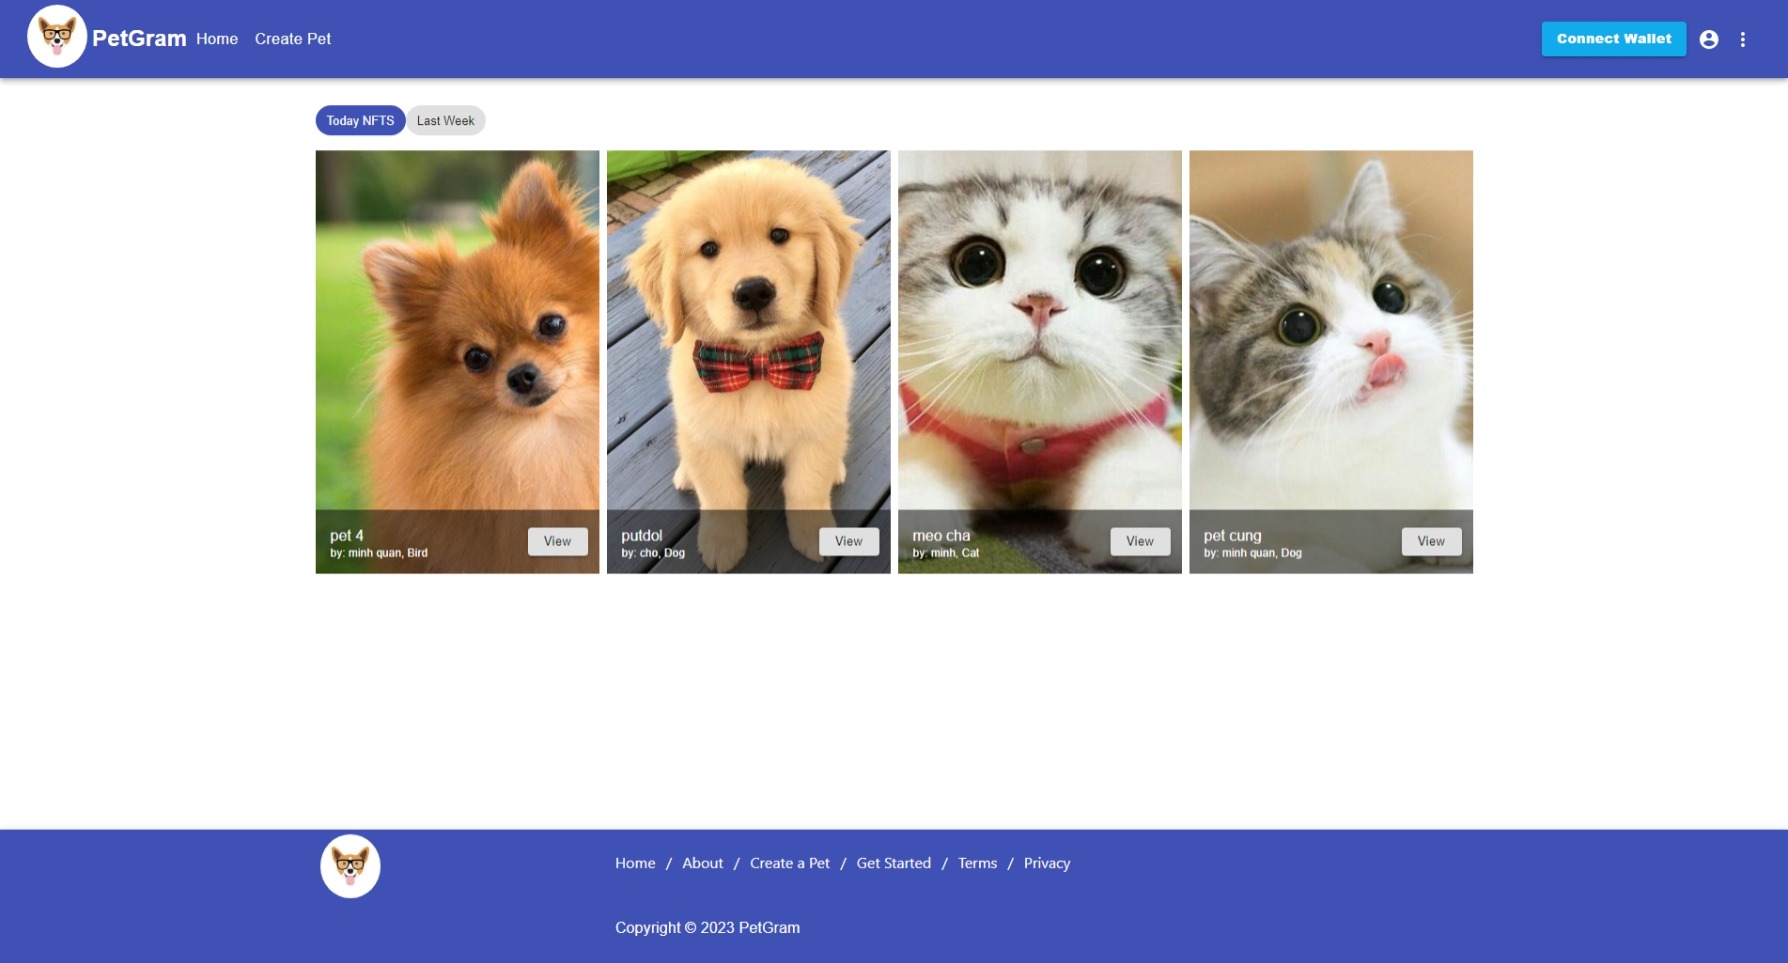 PetGram Home Create Pet Connect Wallet
Today NFTS Last Week
pet 4
by: minh quan, Bird
View
putdol
by: cho, Dog
View
meo cha
by: minh, Cat
View
pet cung
by: minh quan, Dog
View
Home / About / Create a Pet / Get Started / Terms / Privacy
Copyright © 2023 PetGram